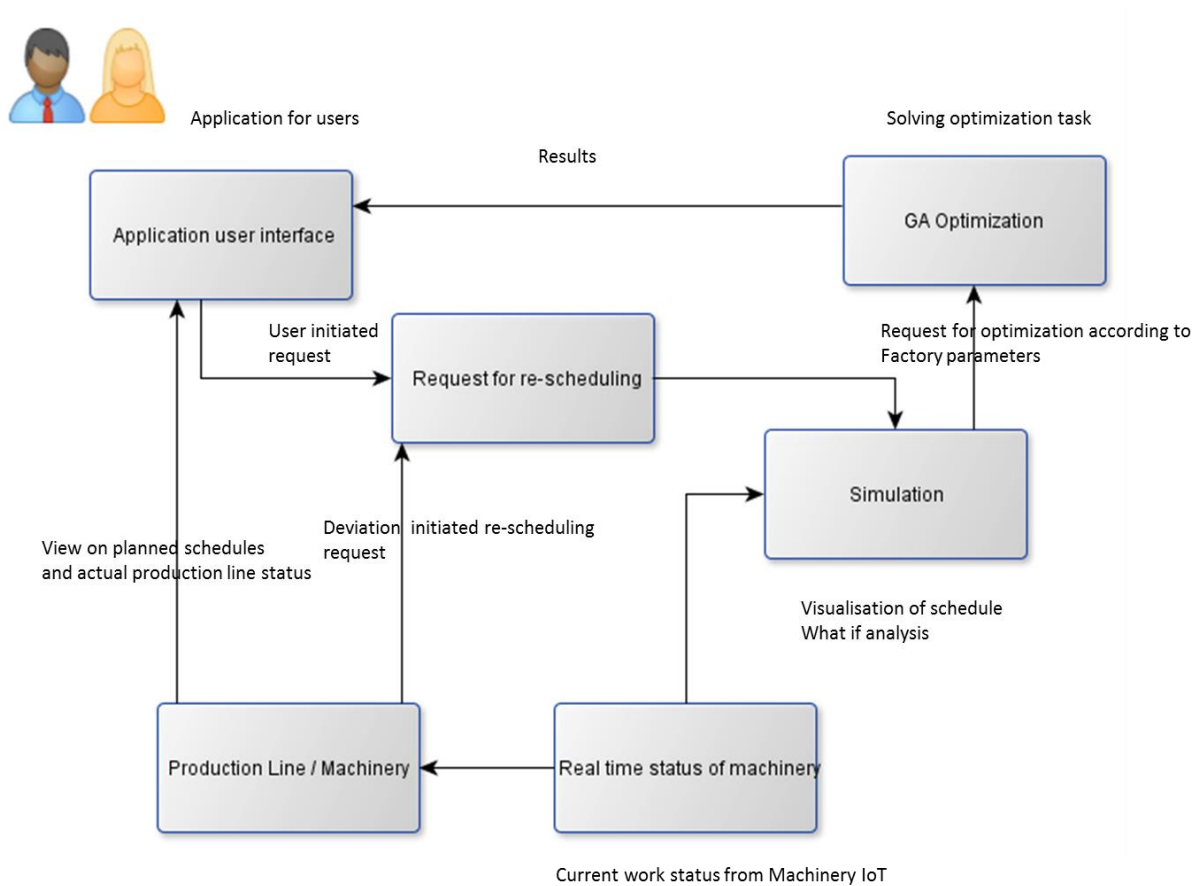 Application for users
Solving optimization task
Results
Application user interface
GA Optimization
User initiated
request
Request for optimization according to
Factory parameters
Request for re-scheduling
Simulation
Deviation initiated re-scheduling
request
View on planned schedules
and actual production line status
Visualisation of schedule
What if analysis
Production Line / Machinery
Real time status of machinery
Current work status from Machinery IoT